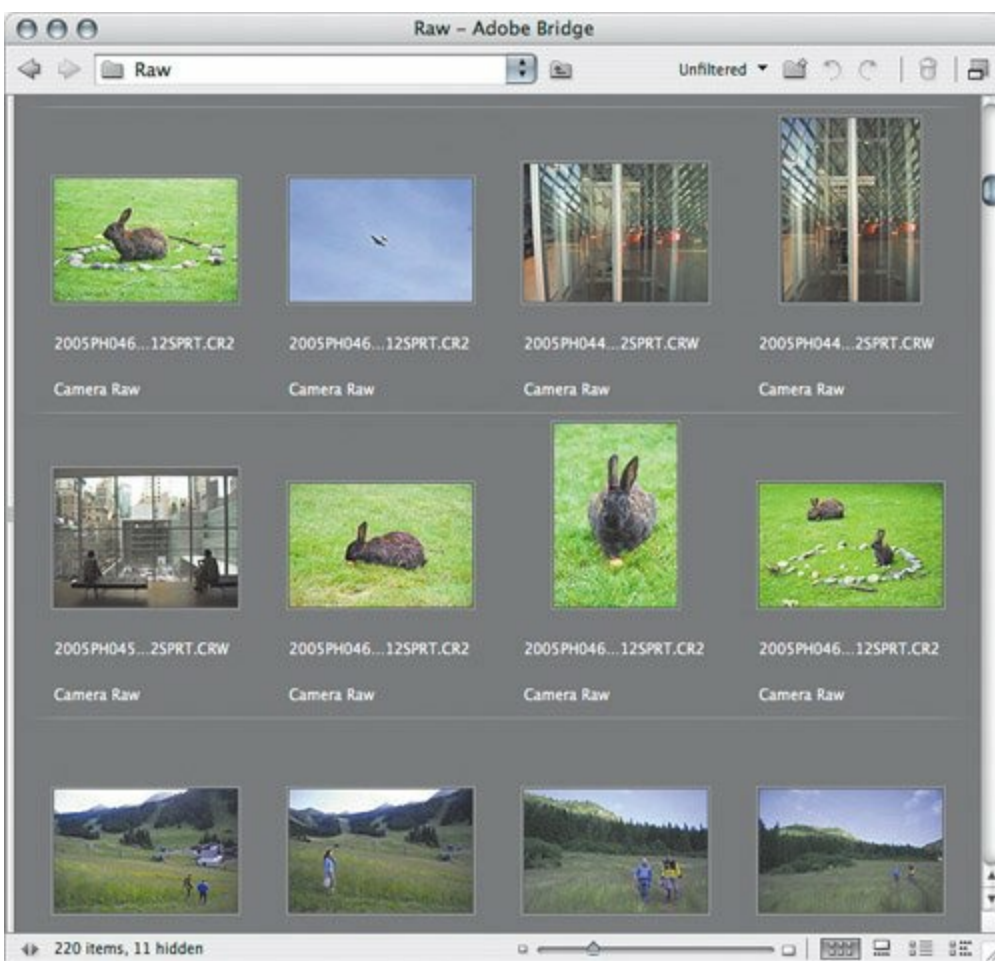 Raw – Adobe Bridge
Raw
Unfiltered
2005PH046...12SPRT.CR2
2005PH046...12SPRT.CR2
2005PH044...2SPRT.CRW
2005PH044...2SPRT.CRW
Camera Raw
Camera Raw
Camera Raw
Camera Raw
2005PH045...2SPRT.CRW
2005PH046...12SPRT.CR2
2005PH046...12SPRT.CR2
2005PH046...12SPRT.CR2
Camera Raw
Camera Raw
Camera Raw
Camera Raw
220 items, 11 hidden